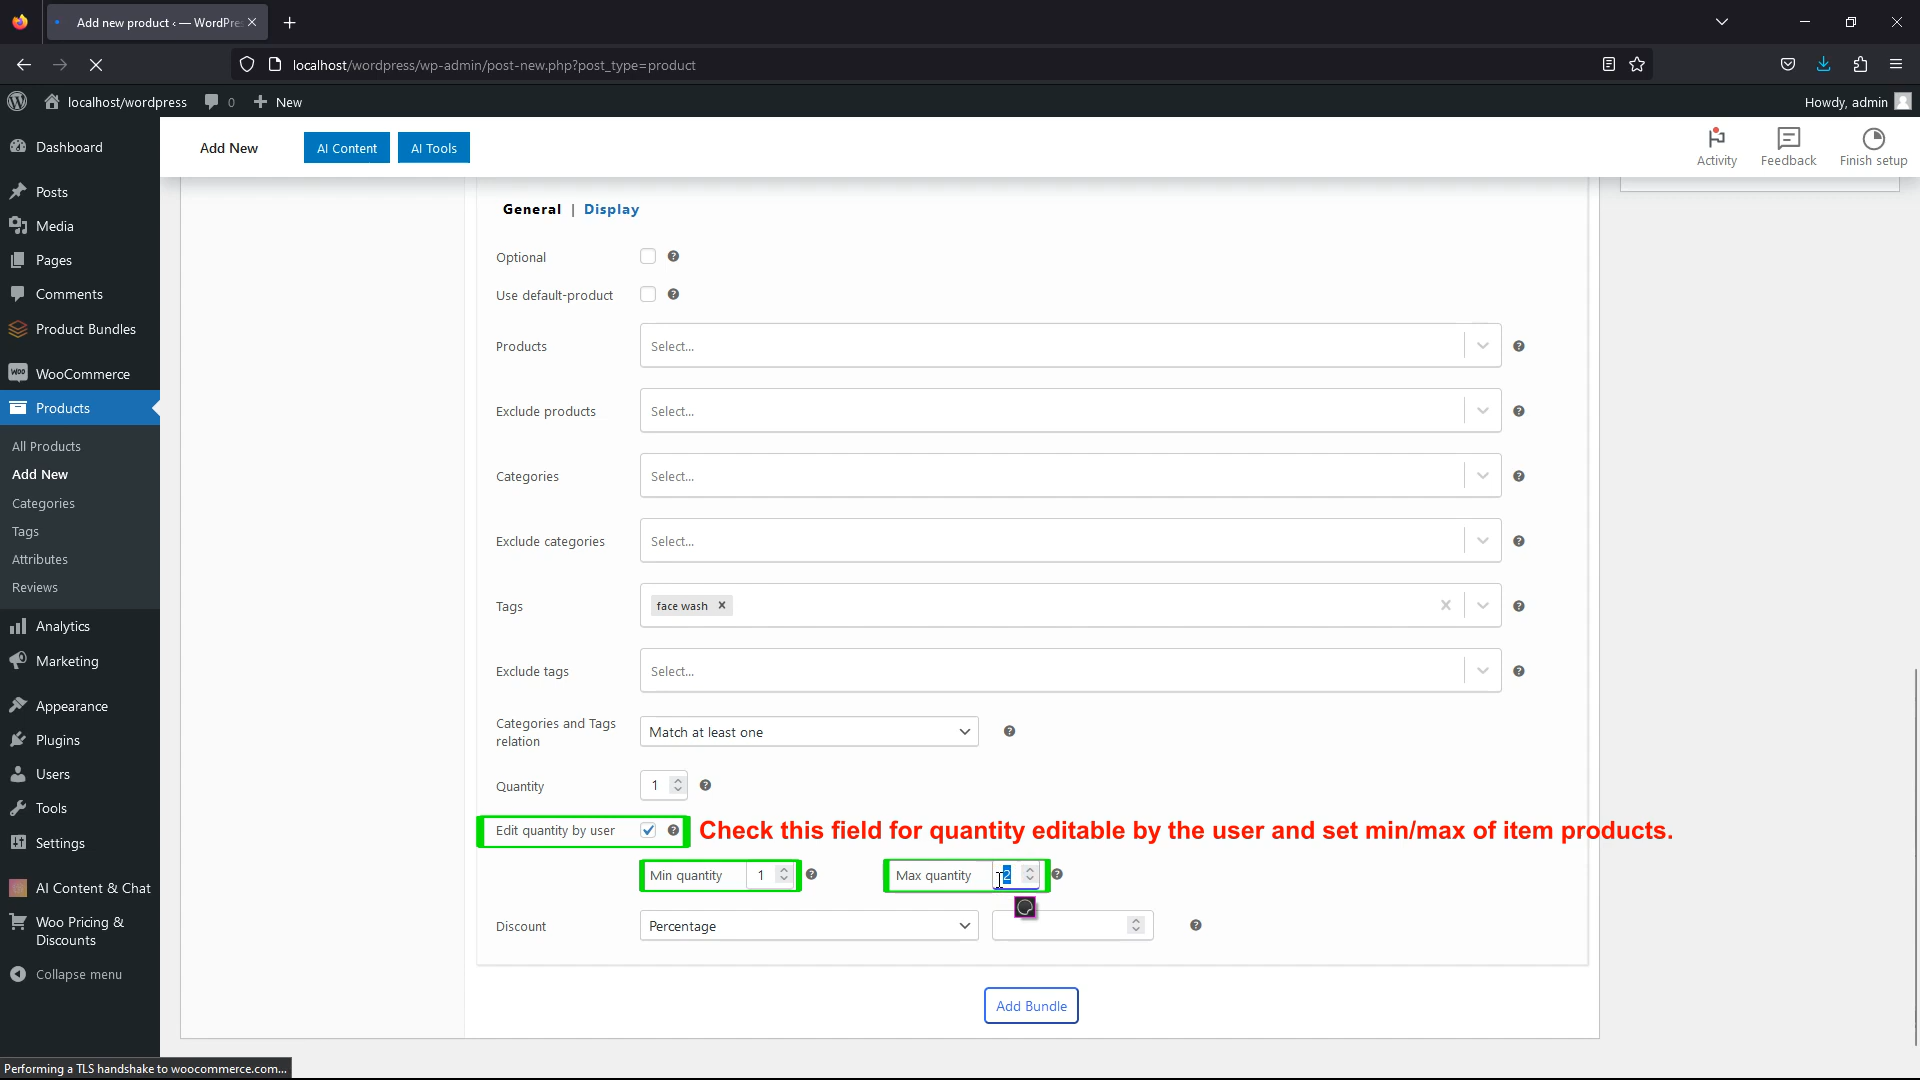 Add new product ‹ — WordPre
localhost/wordpress/wp-admin/post-new.php?post_type=product
localhost/wordpress
0
New
Howdy, admin
Add New
AI Content
AI Tools
Activity
Feedback
Finish setup
Dashboard
Posts
Media
Pages
Comments
Product Bundles
WooCommerce
Products
All Products
Add New
Categories
Tags
Attributes
Reviews
Analytics
Marketing
Appearance
Plugins
Users
Tools
Settings
AI Content & Chat
Woo Pricing &
Discounts
Collapse menu
General | Display
Optional
Use default-product
Products Select...
Exclude products Select...
Categories Select...
Exclude categories Select...
Tags face wash
Exclude tags Select...
Categories and Tags
relation
Match at least one
Quantity 1
Edit quantity by user Check this field for quantity editable by the user and set min/max of item products.
Min quantity 1 Max quantity 2
Discount Percentage
Add Bundle
Performing a TLS handshake to woocommerce.com...